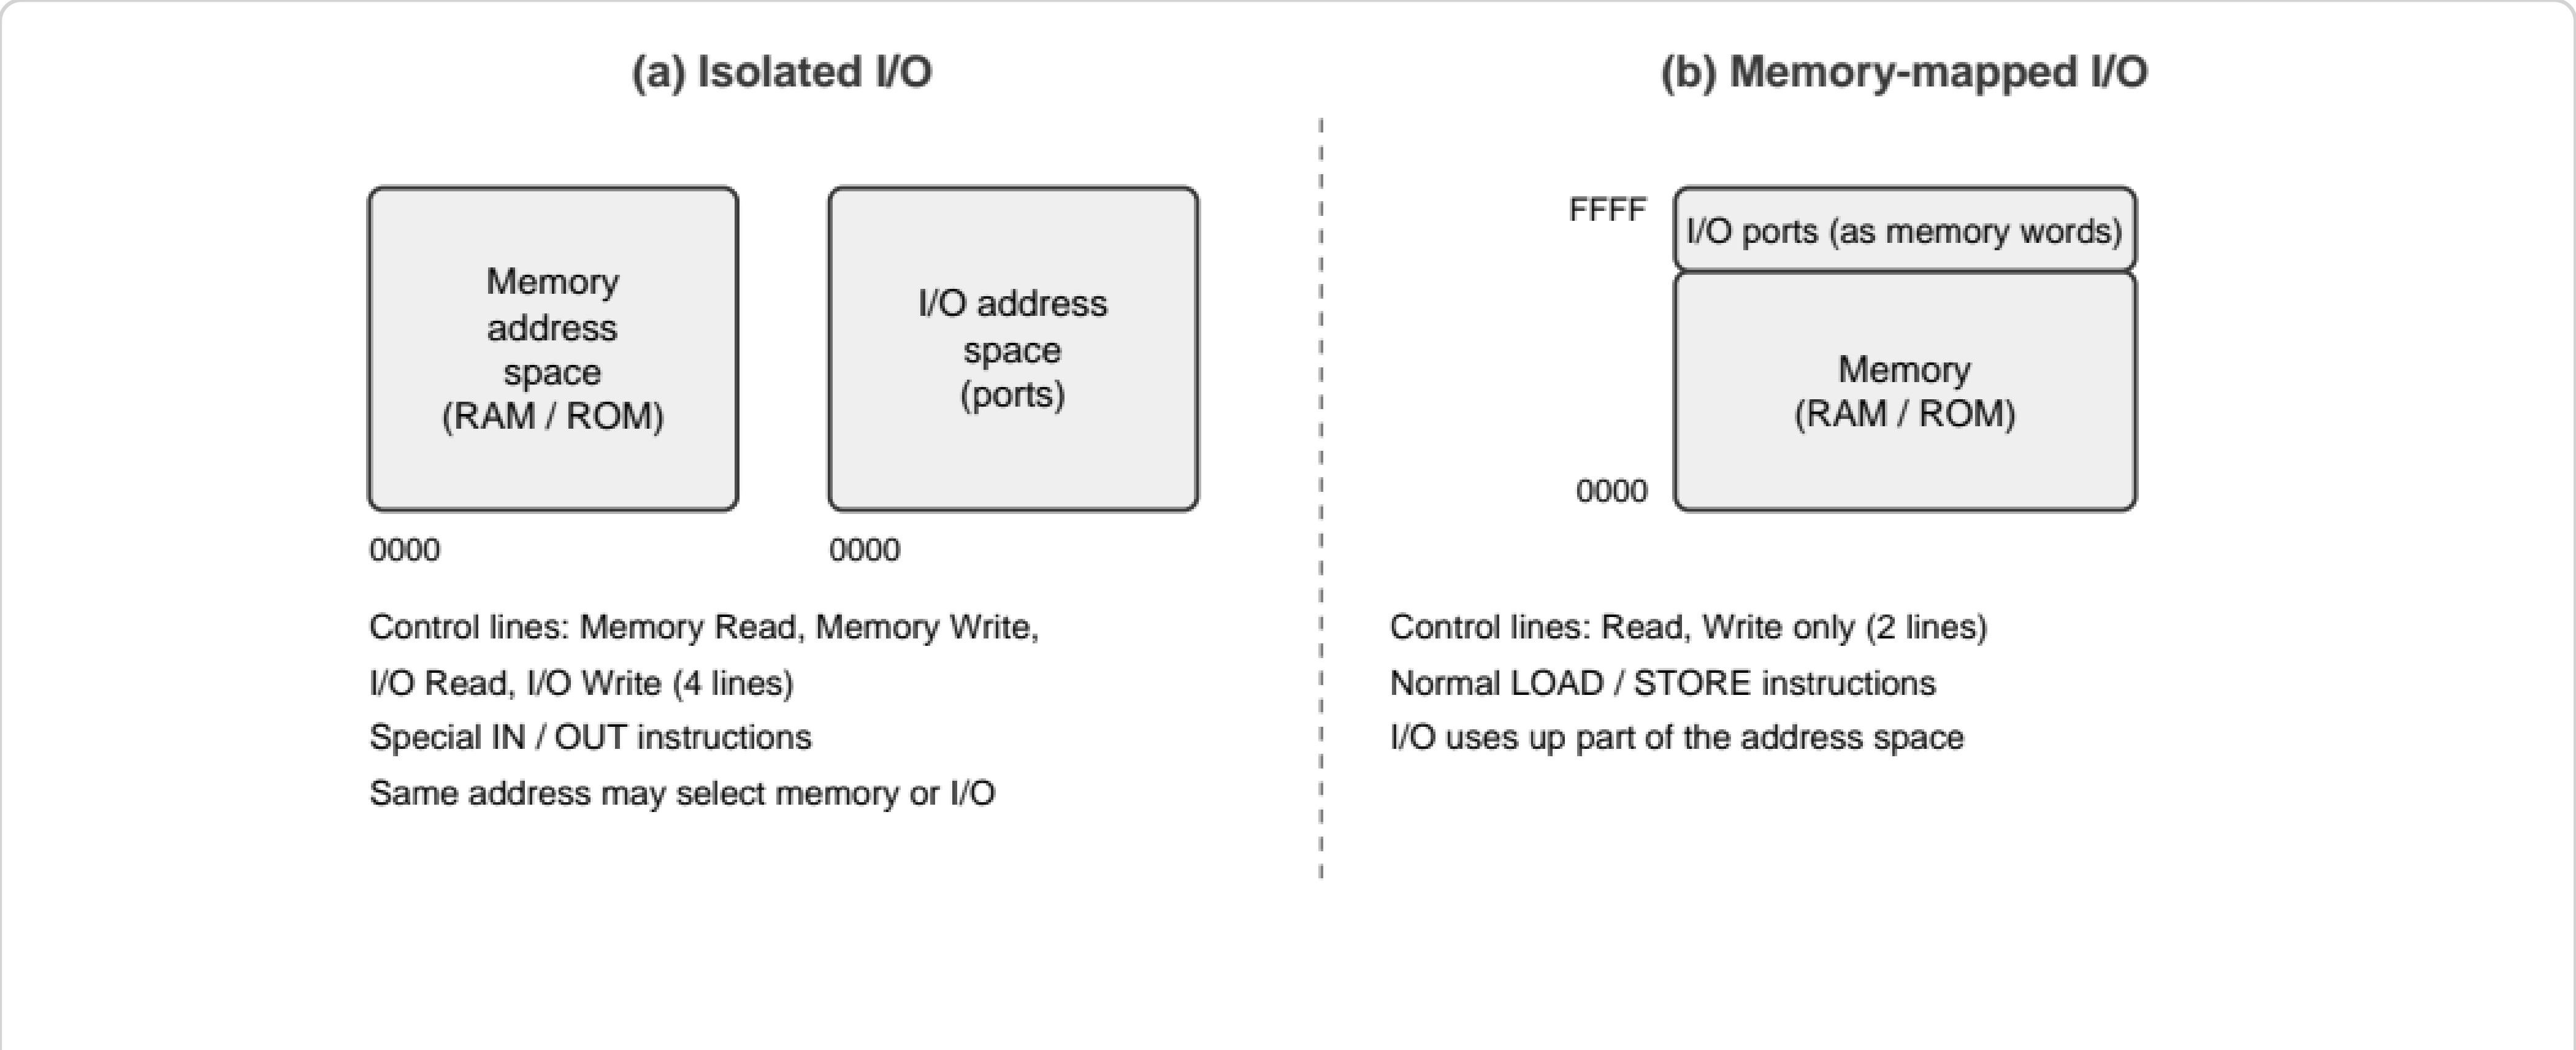 (a) Isolated I/O
Memory
address
space
(RAM / ROM)
0000
I/O address
space
(ports)
0000
Control lines: Memory Read, Memory Write,
I/O Read, I/O Write (4 lines)
Special IN / OUT instructions
Same address may select memory or I/O
(b) Memory-mapped I/O
FFFF
I/O ports (as memory words)
Memory
(RAM / ROM)
0000
Control lines: Read, Write only (2 lines)
Normal LOAD / STORE instructions
I/O uses up part of the address space